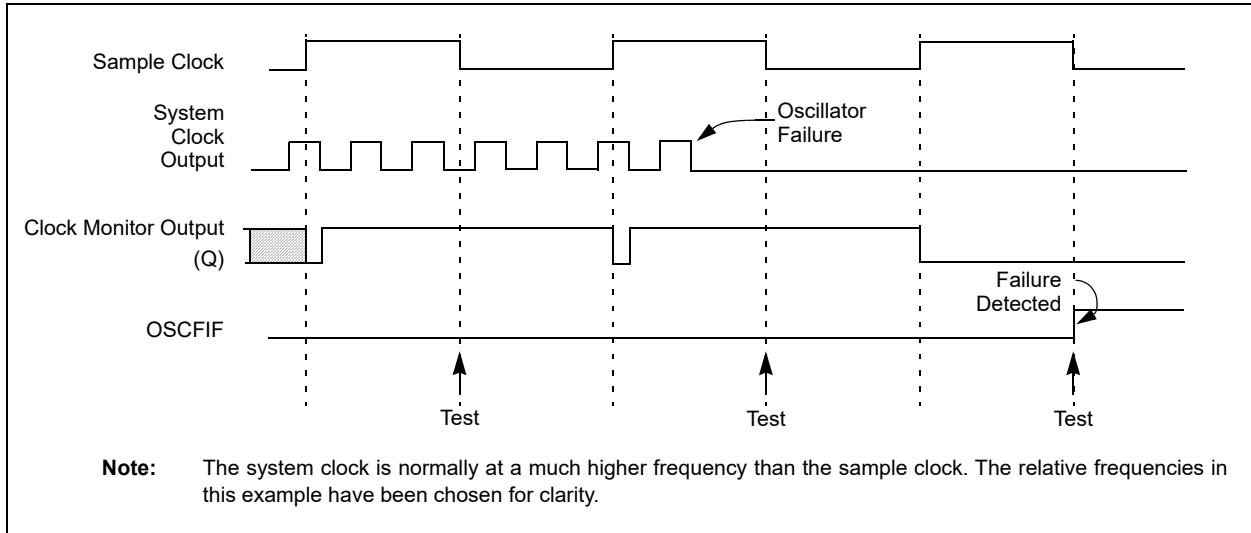 Sample Clock
System
Clock
Output
Oscillator
Failure
Clock Monitor Output
(Q)
Failure
Detected
OSCFIF
Test
Test
Test
Note: The system clock is normally at a much higher frequency than the sample clock. The relative frequencies in
this example have been chosen for clarity.